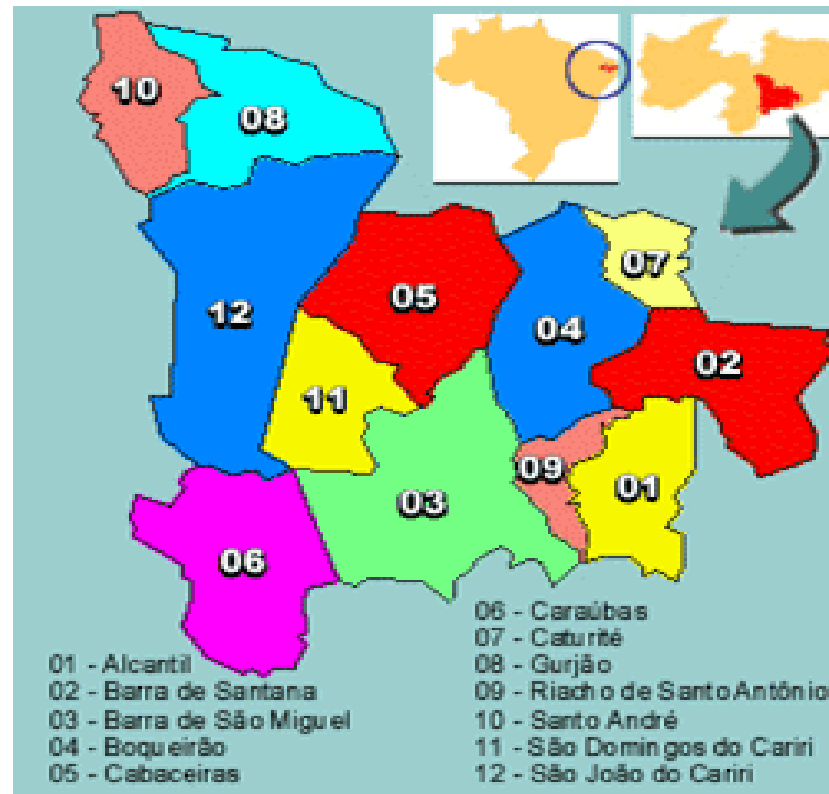 10
08
07
05
12
04
02
11
09
01
03
06
01 - Alcantil
02 - Barra de Santana
03 - Barra de São Miguel
04 - Boqueirão
05 - Cabaceiras
06 - Caraúbas
07 - Caturité
08 - Gurjão
09 - Riacho de Santo Antônio
10 - Santo André
11 - São Domingos do Cariri
12 - São João do Cariri